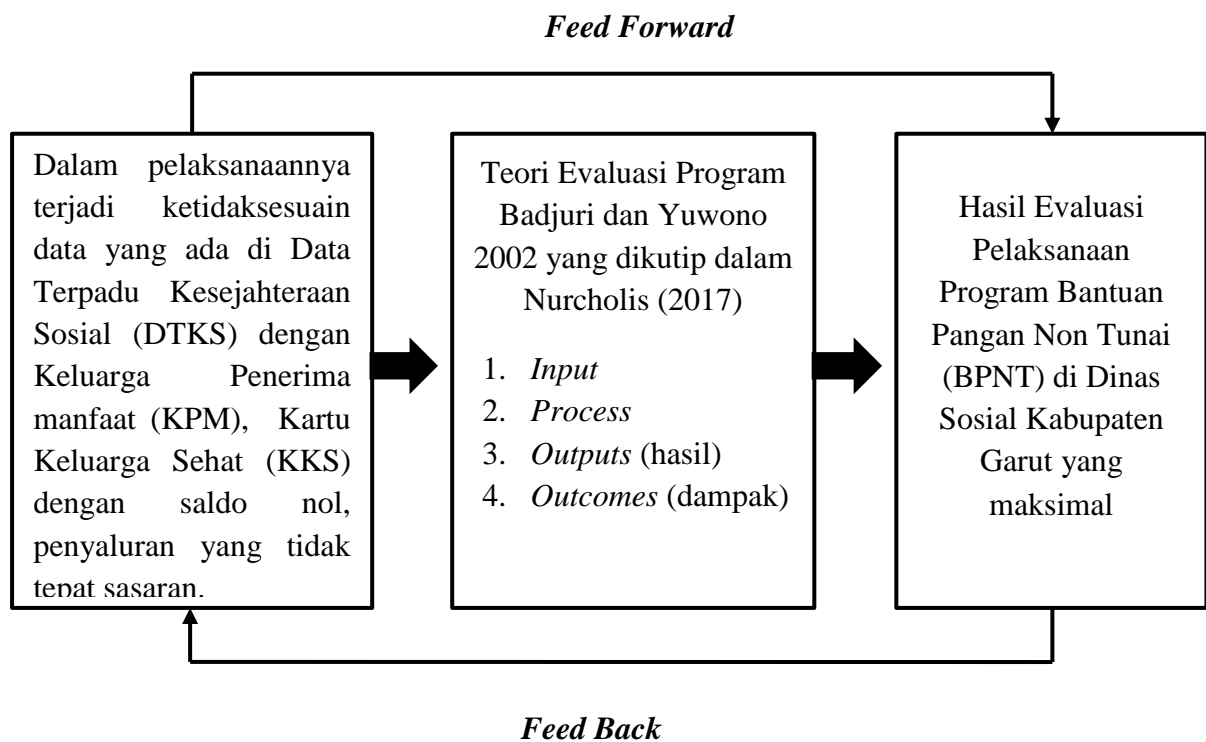 Feed Forward
Dalam pelaksanaannya
terjadi ketidaksesuain
data yang ada di Data
Terpadu Kesejahteraan
Sosial (DTKS) dengan
Keluarga Penerima
manfaat (KPM), Kartu
Keluarga Sehat (KKS)
dengan saldo nol,
penyaluran yang tidak
tepat sasaran.
Teori Evaluasi Program
Badjuri dan Yuwono
2002 yang dikutip dalam
Nurcholis (2017)
1. Input
2. Process
3. Outputs (hasil)
4. Outcomes (dampak)
Hasil Evaluasi
Pelaksanaan
Program Bantuan
Pangan Non Tunai
(BPNT) di Dinas
Sosial Kabupaten
Garut yang
maksimal
Feed Back